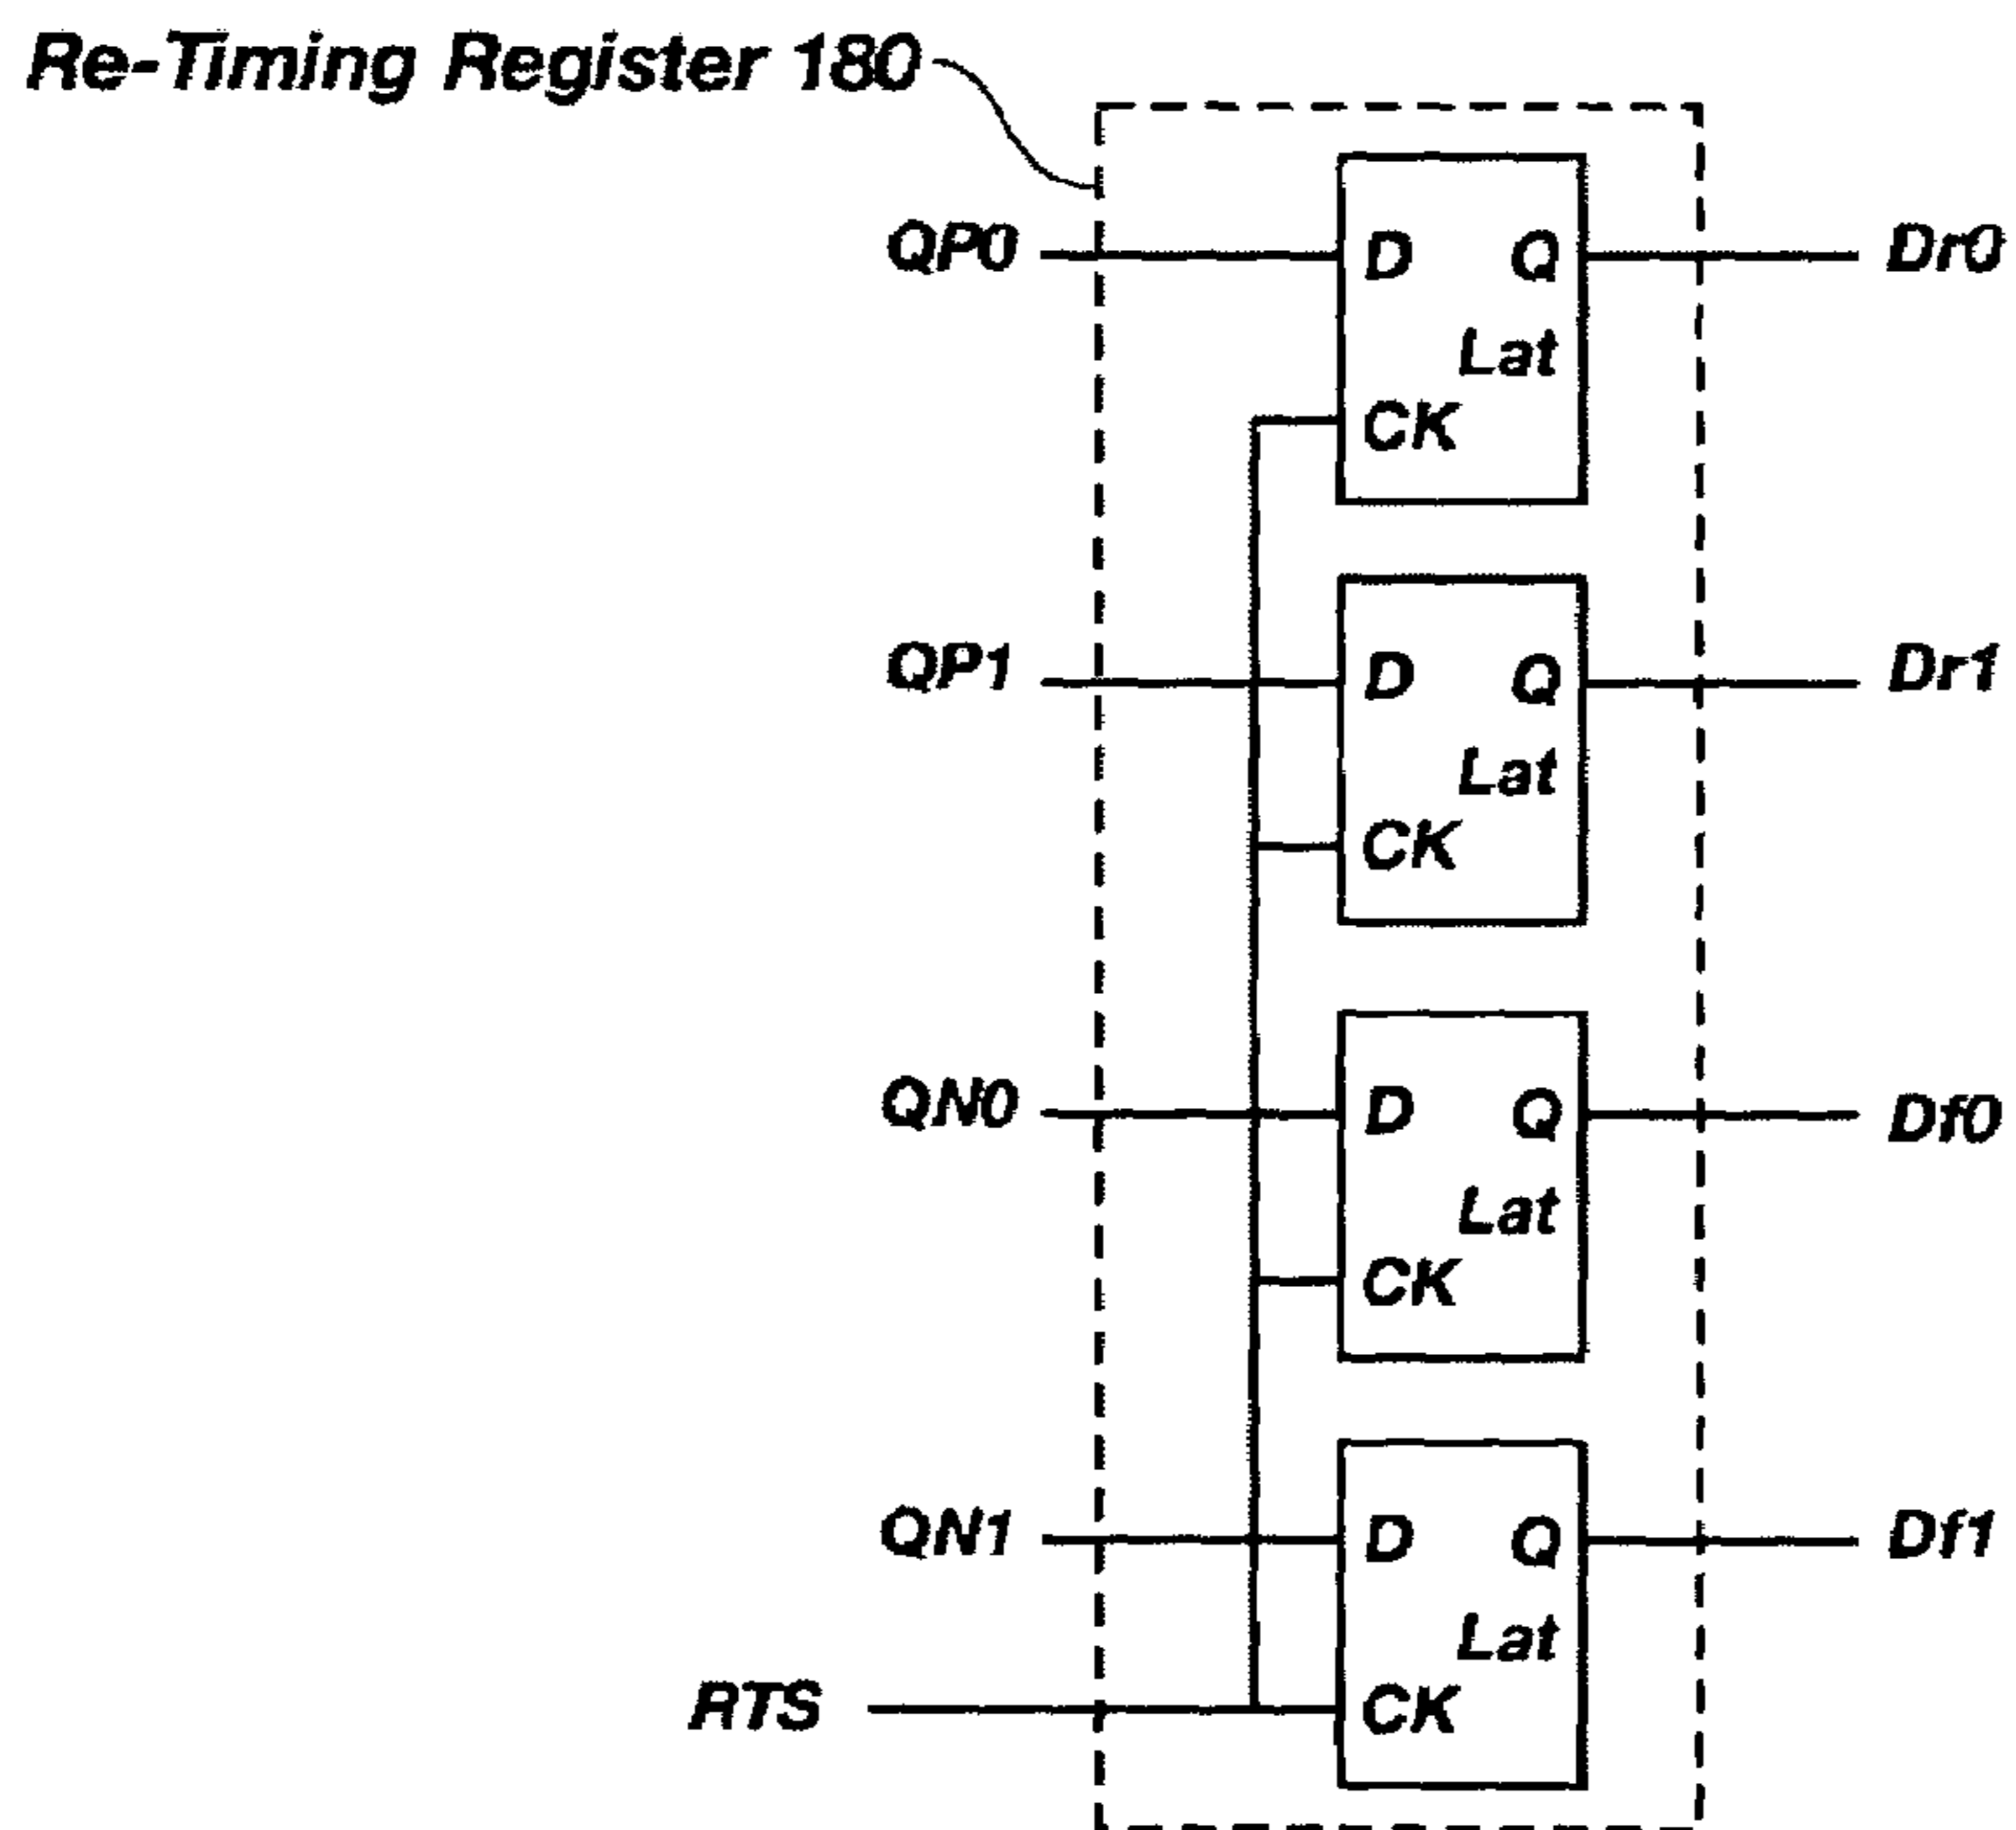 Re-Timing Register 180
QP0 D Q Dr0
Lat
CK
QP1 D Q Dr1
Lat
CK
QN0 D Q Df0
Lat
CK
QN1 D Q Df1
Lat
RTS CK